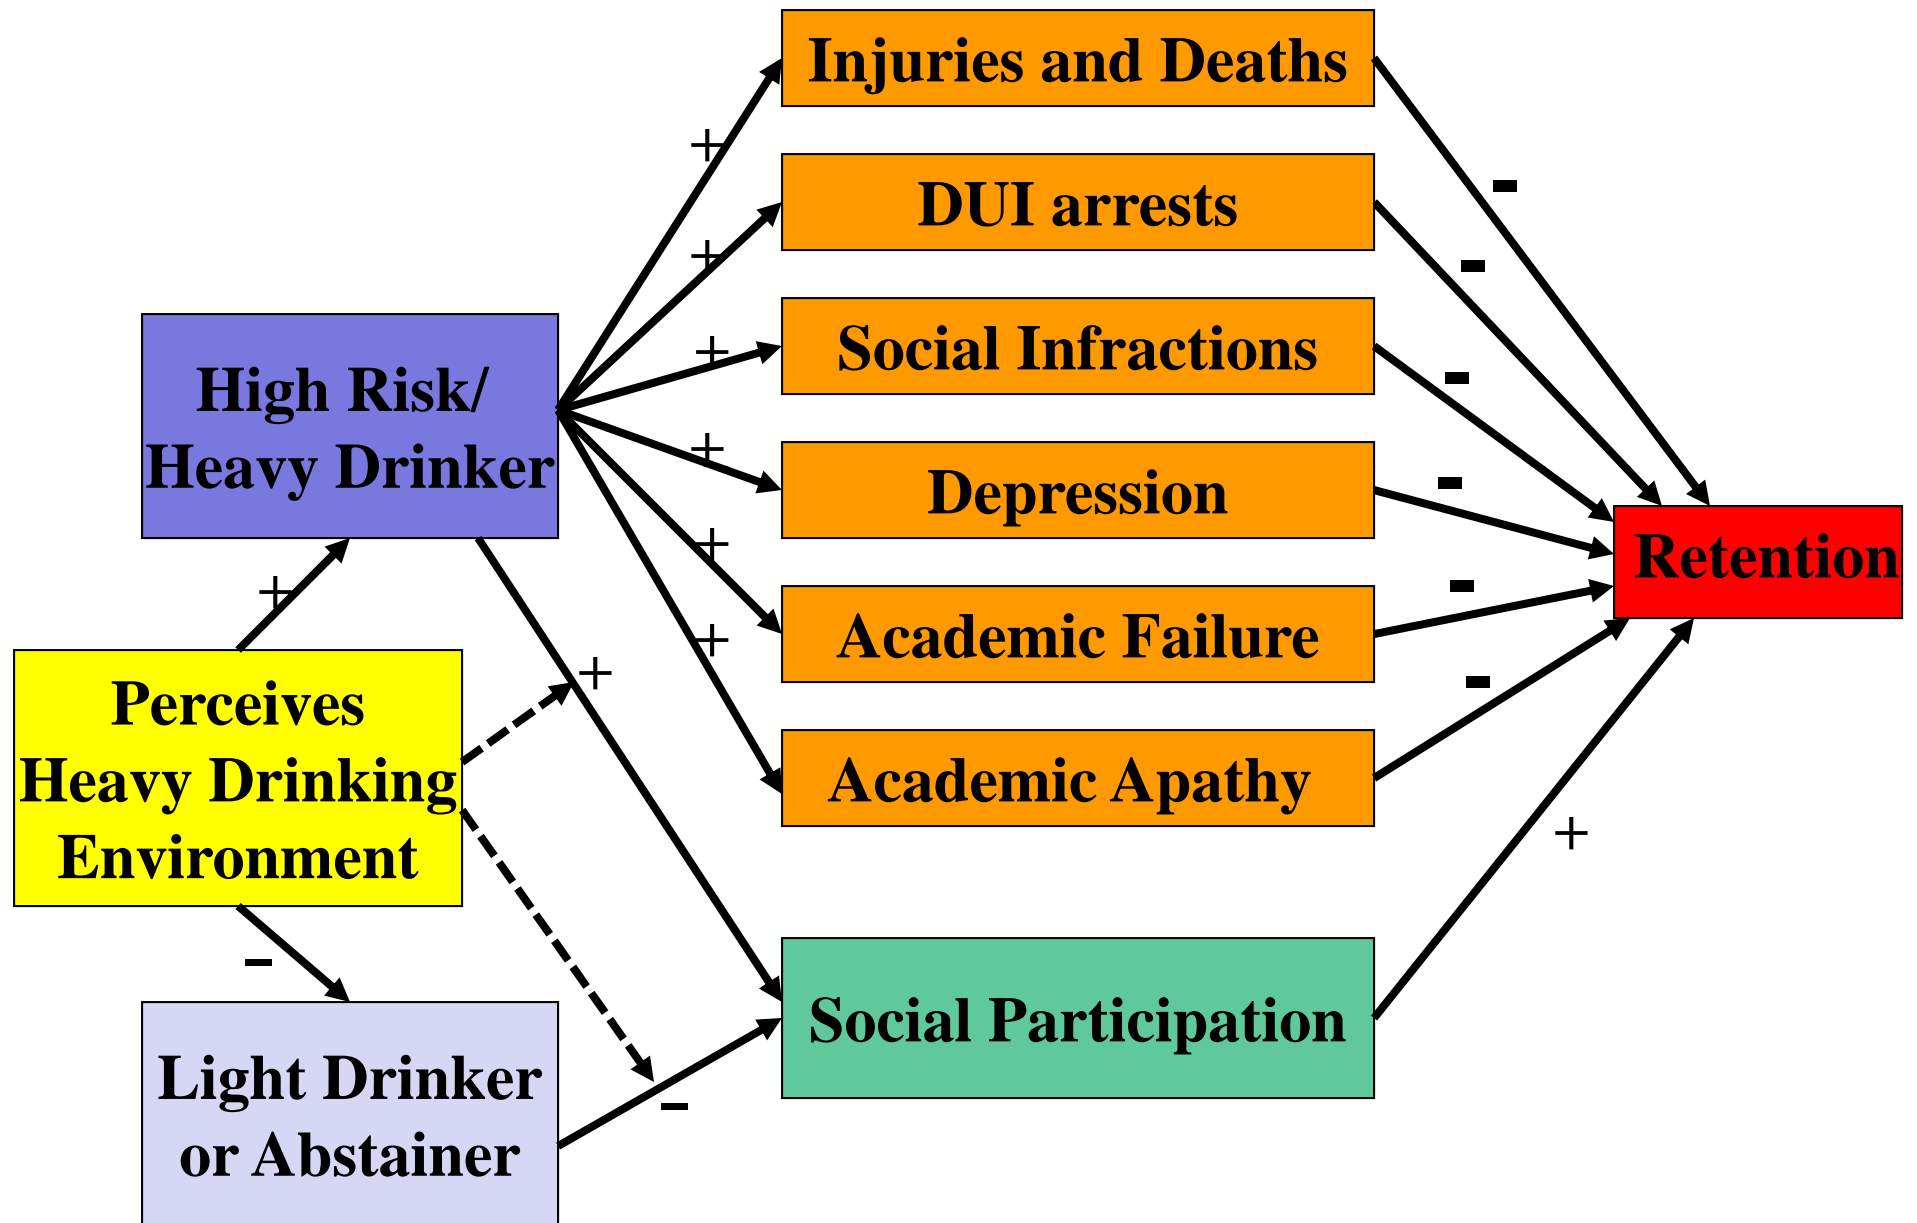 Injuries and Deaths
+
-
DUI arrests
+
-
Social Infractions
+
-
High Risk/
Heavy Drinker
Depression
+
-
Retention
+
Academic Failure
+
-
Perceives
Heavy Drinking
Environment
+
+
Academic Apathy
-
+
-
Social Participation
Light Drinker
or Abstainer
-